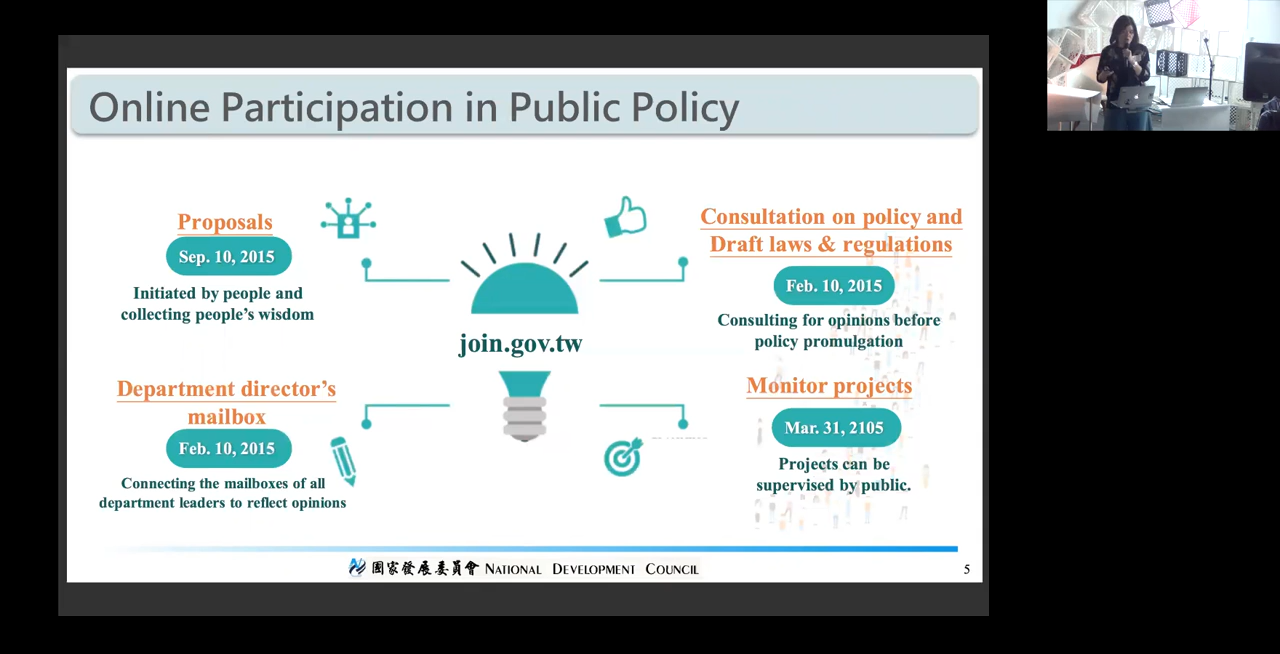 Online Participation in Public Policy
Proposals
Sep. 10, 2015
Initiated by people and
collecting people's wisdom
Department director's
mailbox
Feb. 10, 2015
Connecting the mailboxes of all
department leaders to reflect opinions
join.gov.tw
Consultation on policy and
Draft laws & regulations
Feb. 10, 2015
Consulting for opinions before
policy promulgation
Monitor projects
Mar. 31, 2105
Projects can be
supervised by public.
國家發展委員會 NATIONAL DEVELOPMENT COUNCIL
5